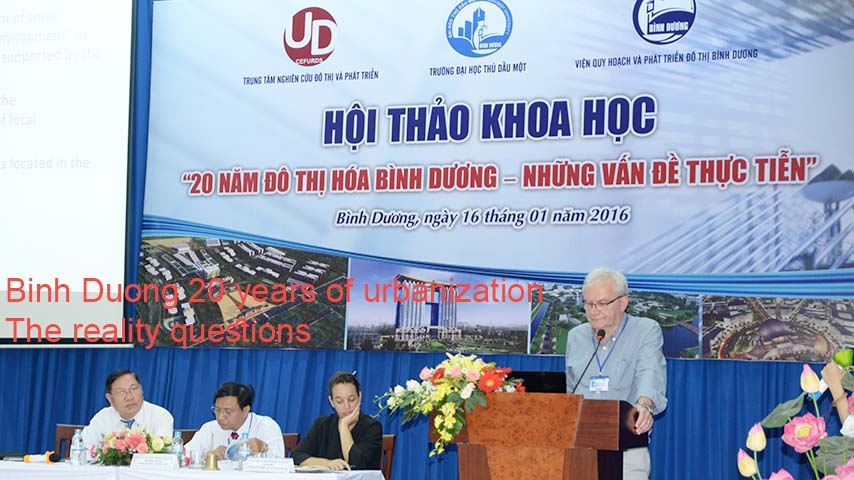 m of social
environment" or
supported by the
the
of local
s located in the
UD
CEFURDS
TRUNG TÂM NGHIÊN CỨU ĐÔ THỊ VÀ PHÁT TRIỂN
BÌNH DƯƠNG
TRƯỜNG ĐẠI HỌC THỦ DẦU MỘT
BÌNH DƯƠNG
VIỆN QUY HOẠCH VÀ PHÁT TRIỂN ĐÔ THỊ BÌNH DƯƠNG
HỘI THẢO KHOA HỌC
"20 NĂM ĐÔ THỊ HÓA BÌNH DƯƠNG – NHỮNG VẤN ĐỀ THỰC TIỄN"
Bình Dương, ngày 16 tháng 01 năm 2016
Binh Duong 20 years of urbanization
The reality questions